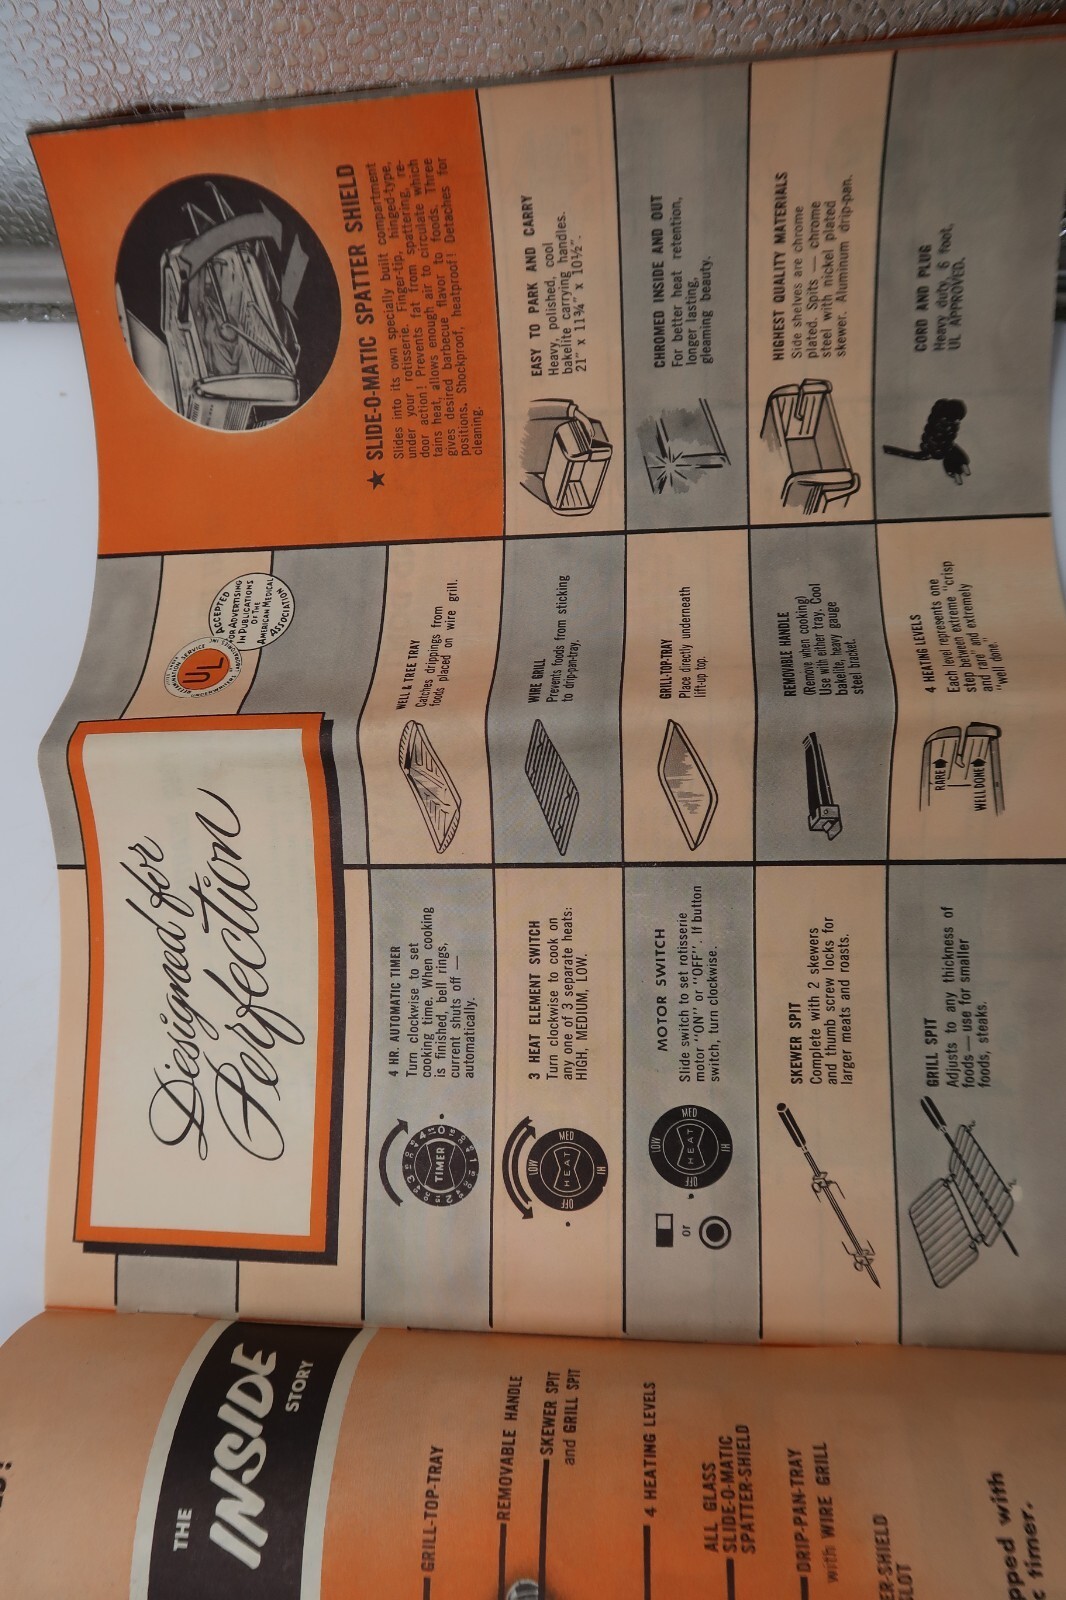 THE
INSIDE
STORY
GRILL-TOP-TRAY
REMOVABLE HANDLE
SKEWER SPIT
and GRILL SPIT
4 HEATING LEVELS
ALL GLASS
SLIDE-O-MATIC
SPATTER-SHIELD
DRIP-PAN-TRAY
with WIRE GRILL
ER-SHIELD
LOT
pped with
timer.
Designed for
Perfection
UL
ACCEPTED
FOR ADVERTISING
IN PUBLICATIONS
OF THE
AMERICAN MEDICAL
ASSOCIATION
★ SLIDE-O-MATIC SPATTER SHIELD
Slides into its own specially built compartment
under your rotisserie. Finger-tip, hinged-type,
door action! Prevents fat from spattering, re-
tains heat, allows enough air to circulate which
gives desired barbecue flavor to foods. Three
positions. Shockproof, heatproof! Detaches for
cleaning.
TIMER
4 HR. AUTOMATIC TIMER
Turn clockwise to set
cooking time. When cooking
is finished, bell rings,
current shuts off —
automatically.
WELL & TREE TRAY
Catches drippings from
foods placed on wire grill.
EASY TO PARK AND CARRY
Heavy, polished, cool
bakelite carrying handles.
21" x 11¾" x 10½".
OFF LOW MED HI
HEAT
3 HEAT ELEMENT SWITCH
Turn clockwise to cook on
any one of 3 separate heats:
HIGH, MEDIUM, LOW.
WIRE GRILL
Prevents foods from sticking
to drip-pan-tray.
CHROMED INSIDE AND OUT
For better heat retention,
longer lasting,
gleaming beauty.
or
OFF LOW MED HI
HEAT
MOTOR SWITCH
Slide switch to set rotisserie
motor "ON" or "OFF". If button
switch, turn clockwise.
GRILL-TOP-TRAY
Place directly underneath
lift-up top.
HIGHEST QUALITY MATERIALS
Side shelves are chrome
plated. Spits — chrome
steel with nickel plated
skewer. Aluminum drip-pan.
SKEWER SPIT
Complete with 2 skewers
and thumb screw locks for
larger meats and roasts.
REMOVABLE HANDLE
(Remove when cooking)
Use with either tray. Cool
bakelite, heavy gauge
steel bracket.
CORD AND PLUG
Heavy duty, 6 foot,
UL APPROVED.
GRILL SPIT
Adjusts to any thickness of
foods — use for smaller
foods, steaks.
RARE
WELL DONE
4 HEATING LEVELS
Each level represents one
step between extreme "crisp
and rare" and extremely
"well done."